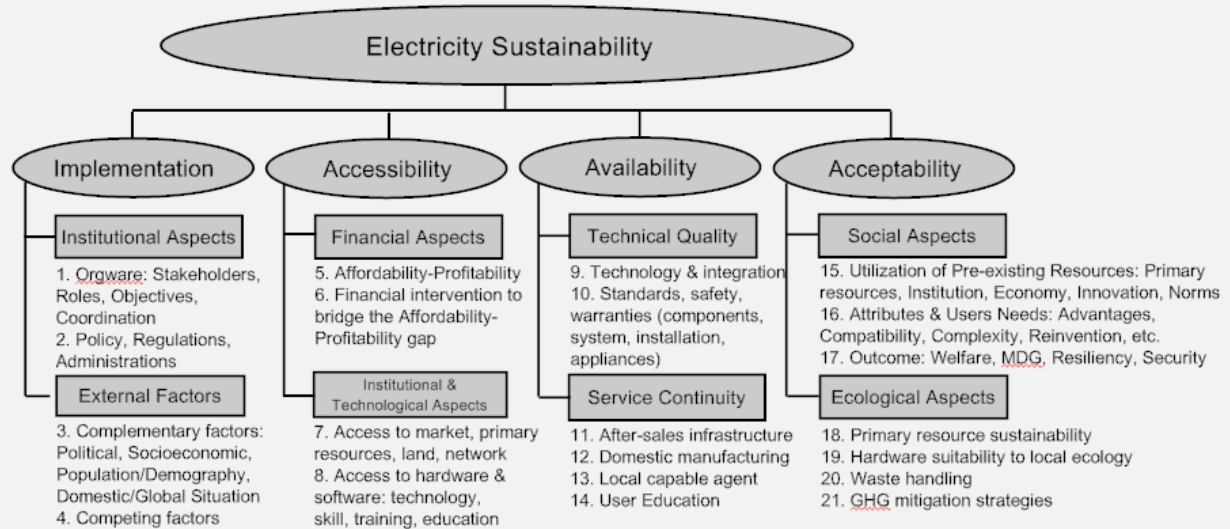 Electricity Sustainability
Implementation
Institutional Aspects
1. Orgware: Stakeholders,
Roles, Objectives,
Coordination
2. Policy, Regulations,
Administrations
External Factors
3. Complementary factors:
Political, Socioeconomic,
Population/Demography,
Domestic/Global Situation
4. Competing factors
Accessibility
Financial Aspects
5. Affordability-Profitability
6. Financial intervention to
bridge the Affordability-
Profitability gap
Institutional &
Technological Aspects
7. Access to market, primary
resources, land, network
8. Access to hardware &
software: technology,
skill, training, education
Availability
Technical Quality
9. Technology & integration
10. Standards, safety,
warranties (components,
system, installation,
appliances)
Service Continuity
11. After-sales infrastructure
12. Domestic manufacturing
13. Local capable agent
14. User Education
Acceptability
Social Aspects
15. Utilization of Pre-existing Resources: Primary
resources, Institution, Economy, Innovation, Norms
16. Attributes & Users Needs: Advantages,
Compatibility, Complexity, Reinvention, etc.
17. Outcome: Welfare, MDG, Resiliency, Security
Ecological Aspects
18. Primary resource sustainability
19. Hardware suitability to local ecology
20. Waste handling
21. GHG mitigation strategies